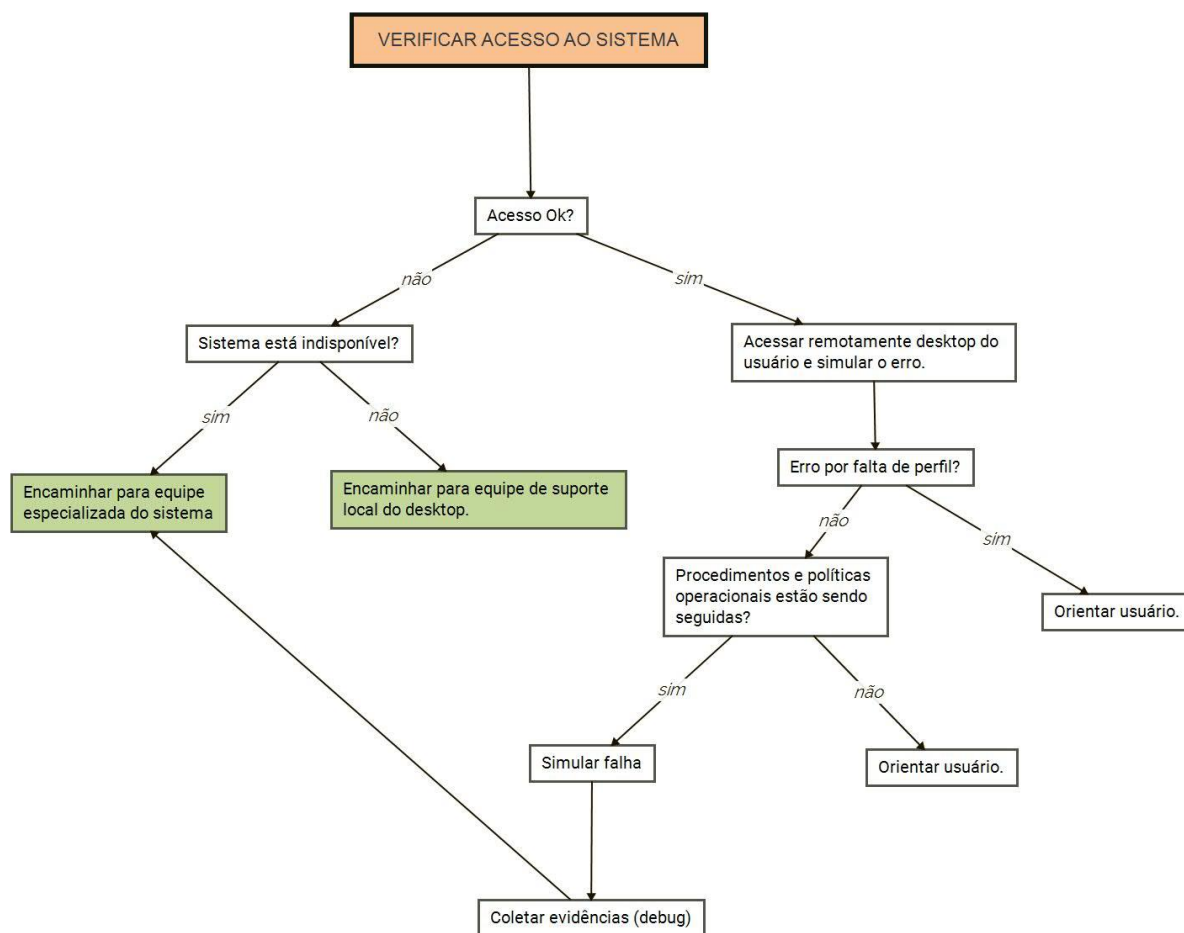 VERIFICAR ACESSO AO SISTEMA
Acesso Ok?
não
sim
Sistema está indisponível?
Acessar remotamente desktop do
usuário e simular o erro.
sim
não
Erro por falta de perfil?
Encaminhar para equipe
especializada do sistema
Encaminhar para equipe de suporte
local do desktop.
não
sim
Procedimentos e políticas
operacionais estão sendo
seguidas?
Orientar usuário.
sim
não
Simular falha
Orientar usuário.
Coletar evidências (debug)